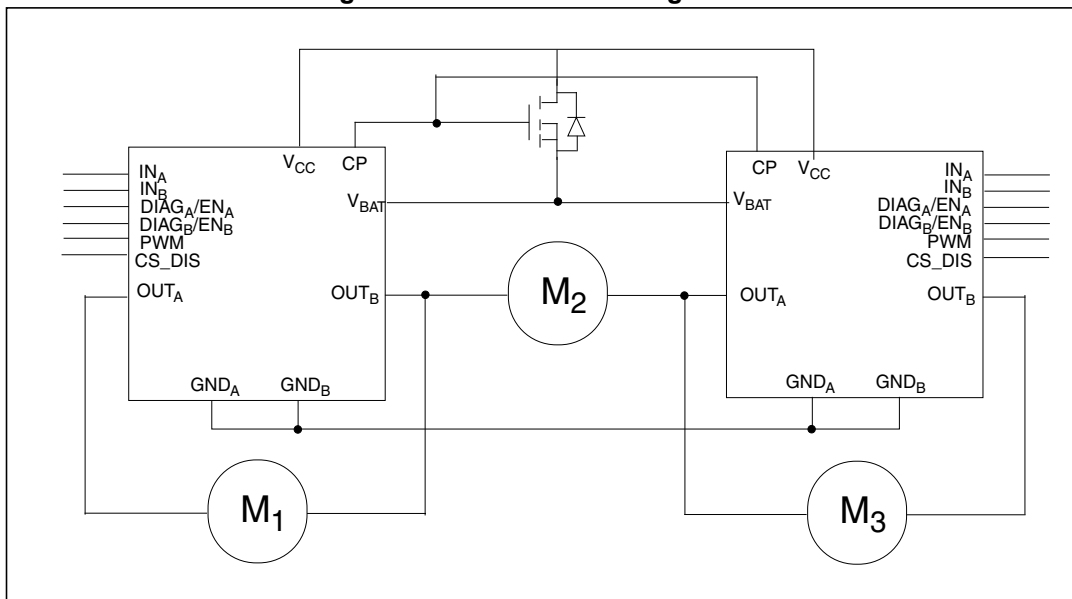 V_CC
CP
IN_A
IN_B
DIAG_A/EN_A
DIAG_B/EN_B
PWM
CS_DIS
OUT_A
V_BAT
OUT_B
GND_A
GND_B
M_1
M_2
CP
V_CC
V_BAT
IN_A
IN_B
DIAG_A/EN_A
DIAG_B/EN_B
PWM
CS_DIS
OUT_A
OUT_B
GND_A
GND_B
M_3